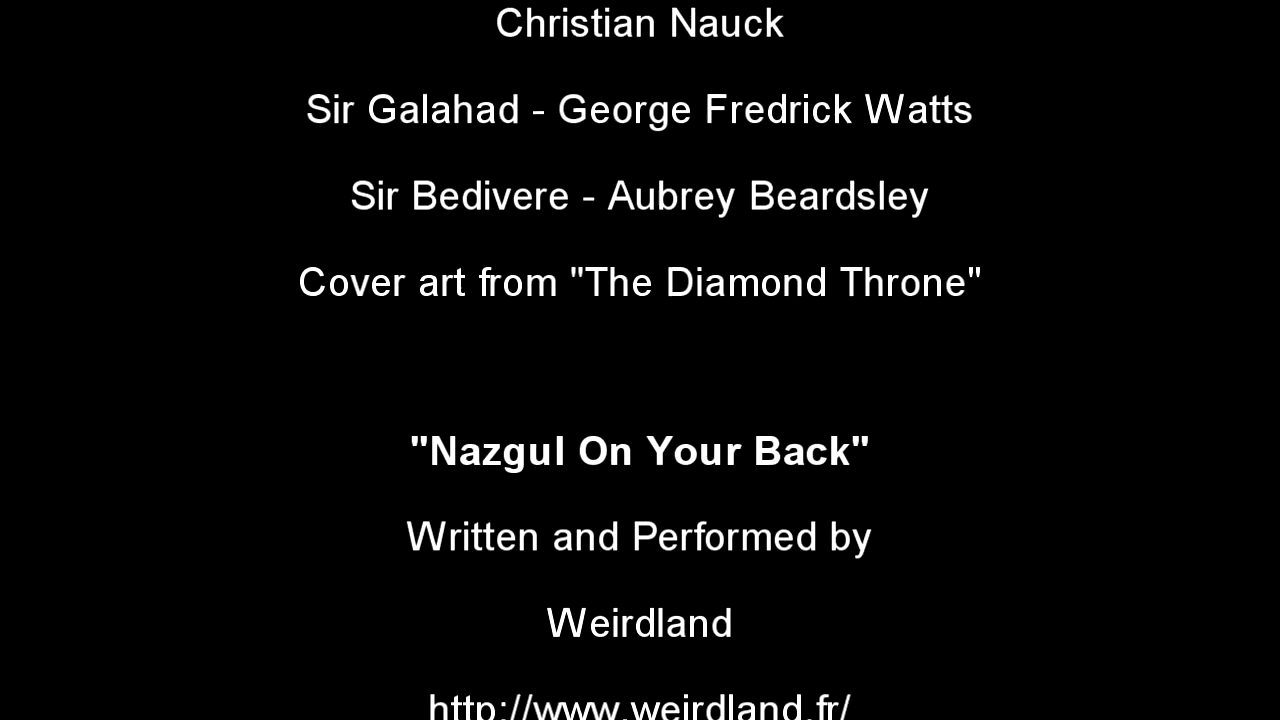 Christian Nauck
Sir Galahad - George Fredrick Watts
Sir Bedivere - Aubrey Beardsley
Cover art from "The Diamond Throne"
"Nazgul On Your Back"
Written and Performed by
Weirdland
http://www.weirdland.fr/